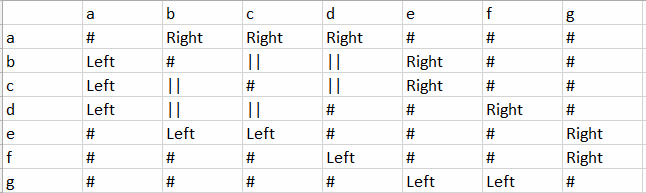 a b c d e f g
a # Right Right Right # # #
b Left # || || Right # #
c Left || # || Right # #
d Left || || # # Right #
e # Left Left # # # Right
f # # # Left # # Right
g # # # # Left Left #